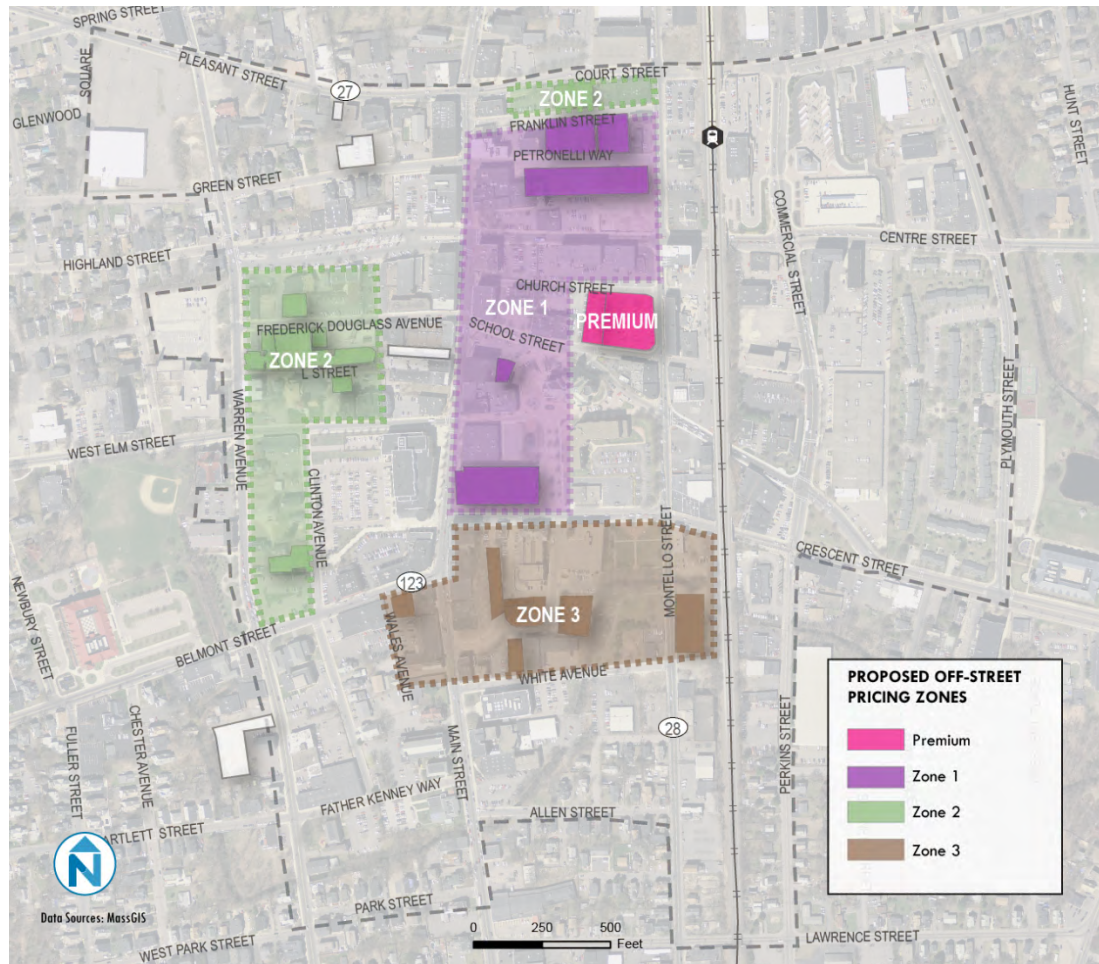 SPRING STREET
PLEASANT STREET
SQUARE
GLENWOOD
27
COURT STREET
ZONE 2
FRANKLIN STREET
PETRONELLI WAY
HUNT STREET
GREEN STREET
COMMERCIAL STREET
CENTRE STREET
HIGHLAND STREET
CHURCH STREET
ZONE 1
PREMIUM
FREDERICK DOUGLASS AVENUE
SCHOOL STREET
ZONE 2
L STREET
WARREN AVENUE
WEST ELM STREET
CLINTON AVENUE
PLYMOUTH STREET
CRESCENT STREET
MONTELLO STREET
NEWBURY STREET
123
ZONE 3
BELMONT STREET
WALES AVENUE
WHITE AVENUE
PROPOSED OFF-STREET
PRICING ZONES
Premium
Zone 1
Zone 2
Zone 3
FULLER STREET
CHESTER AVENUE
MAIN STREET
28
PERKINS STREET
FATHER KENNEY WAY
ALLEN STREET
ARTLETT STREET
N
PARK STREET
Data Sources: MassGIS
0 250 500
Feet
WEST PARK STREET
LAWRENCE STREET